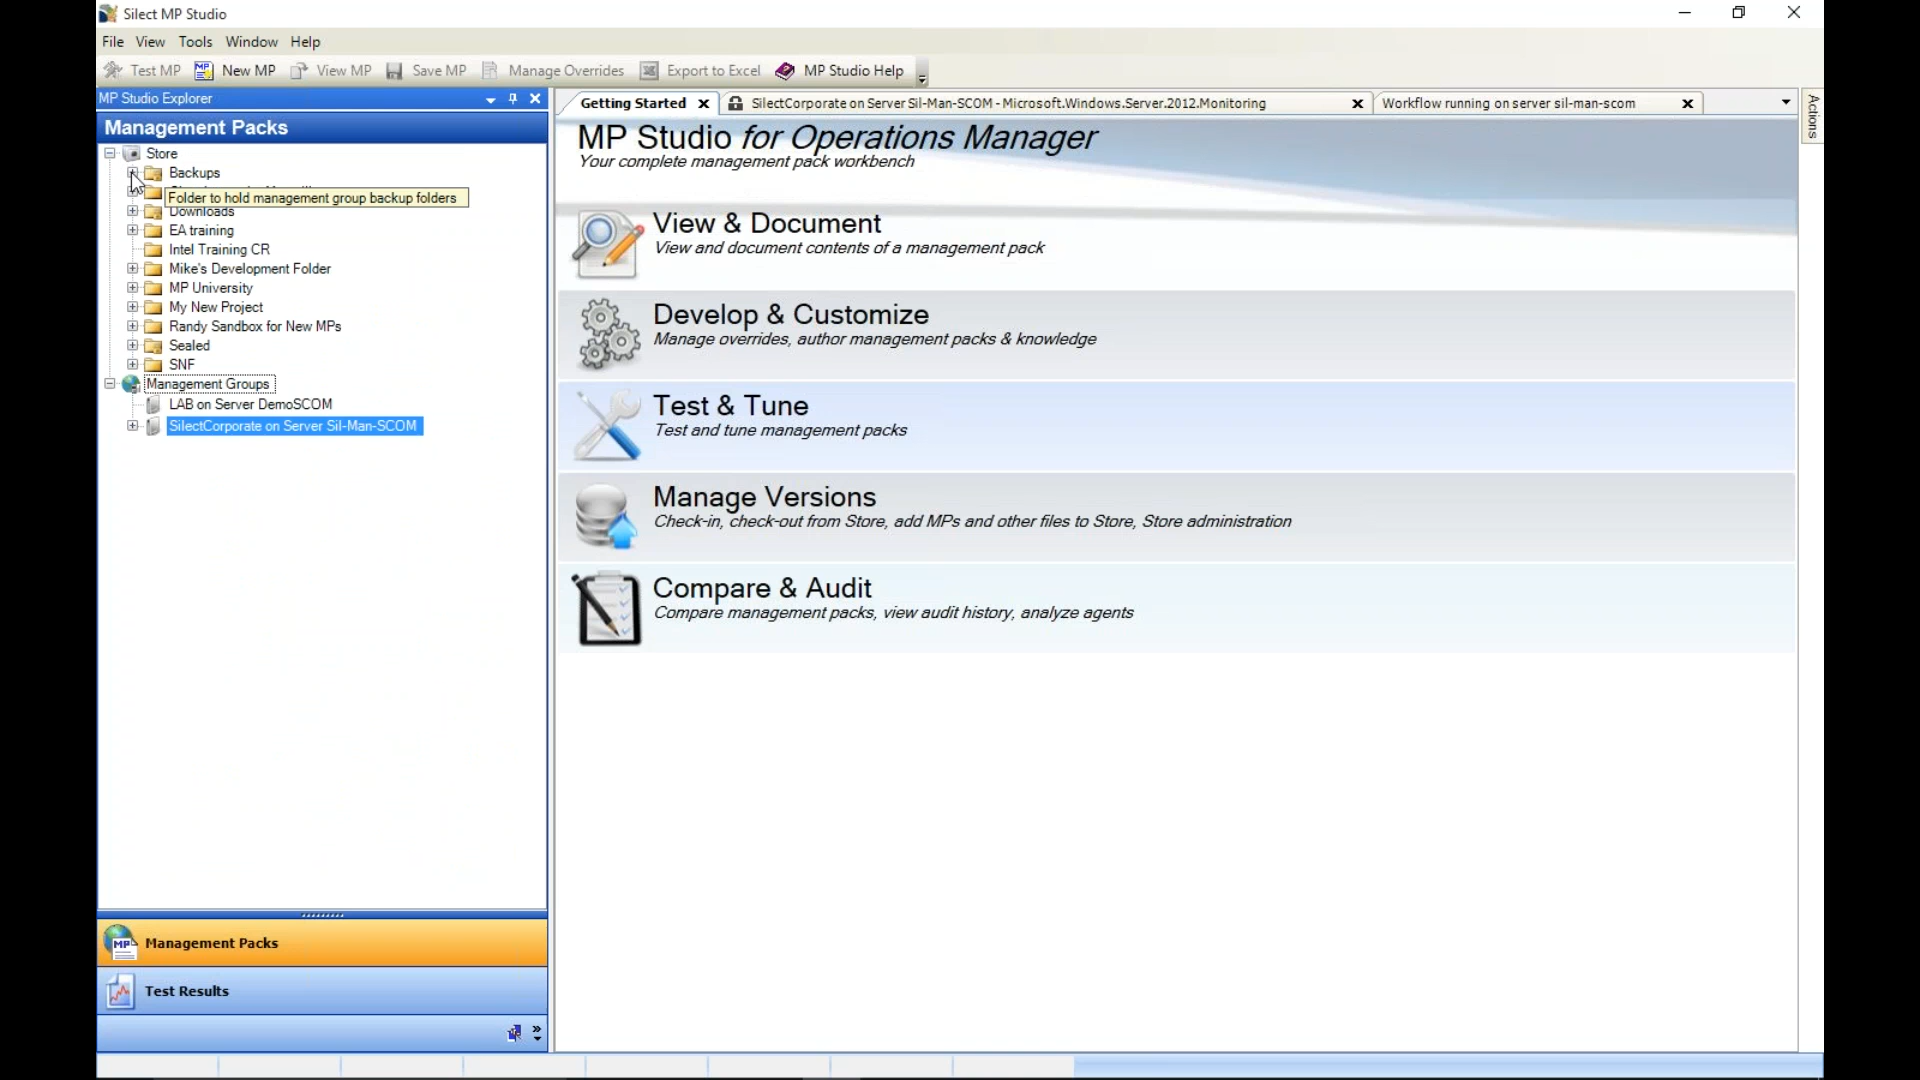 Silect MP Studio
File View Tools Window Help
Test MP New MP View MP Save MP Manage Overrides Export to Excel MP Studio Help
MP Studio Explorer
Management Packs
Store
Backups
Folder to hold management group backup folders
Downloads
EA training
Intel Training CR
Mike's Development Folder
MP University
My New Project
Randy Sandbox for New MPs
Sealed
SNF
Management Groups
LAB on Server DemoSCOM
SilectCorporate on Server Sil-Man-SCOM
Management Packs
Test Results
Getting Started SilectCorporate on Server Sil-Man-SCOM - Microsoft.Windows.Server.2012.Monitoring Workflow running on server sil-man-scom
MP Studio for Operations Manager
Your complete management pack workbench
View & Document
View and document contents of a management pack
Develop & Customize
Manage overrides, author management packs & knowledge
Test & Tune
Test and tune management packs
Manage Versions
Check-in, check-out from Store, add MPs and other files to Store, Store administration
Compare & Audit
Compare management packs, view audit history, analyze agents
Actions